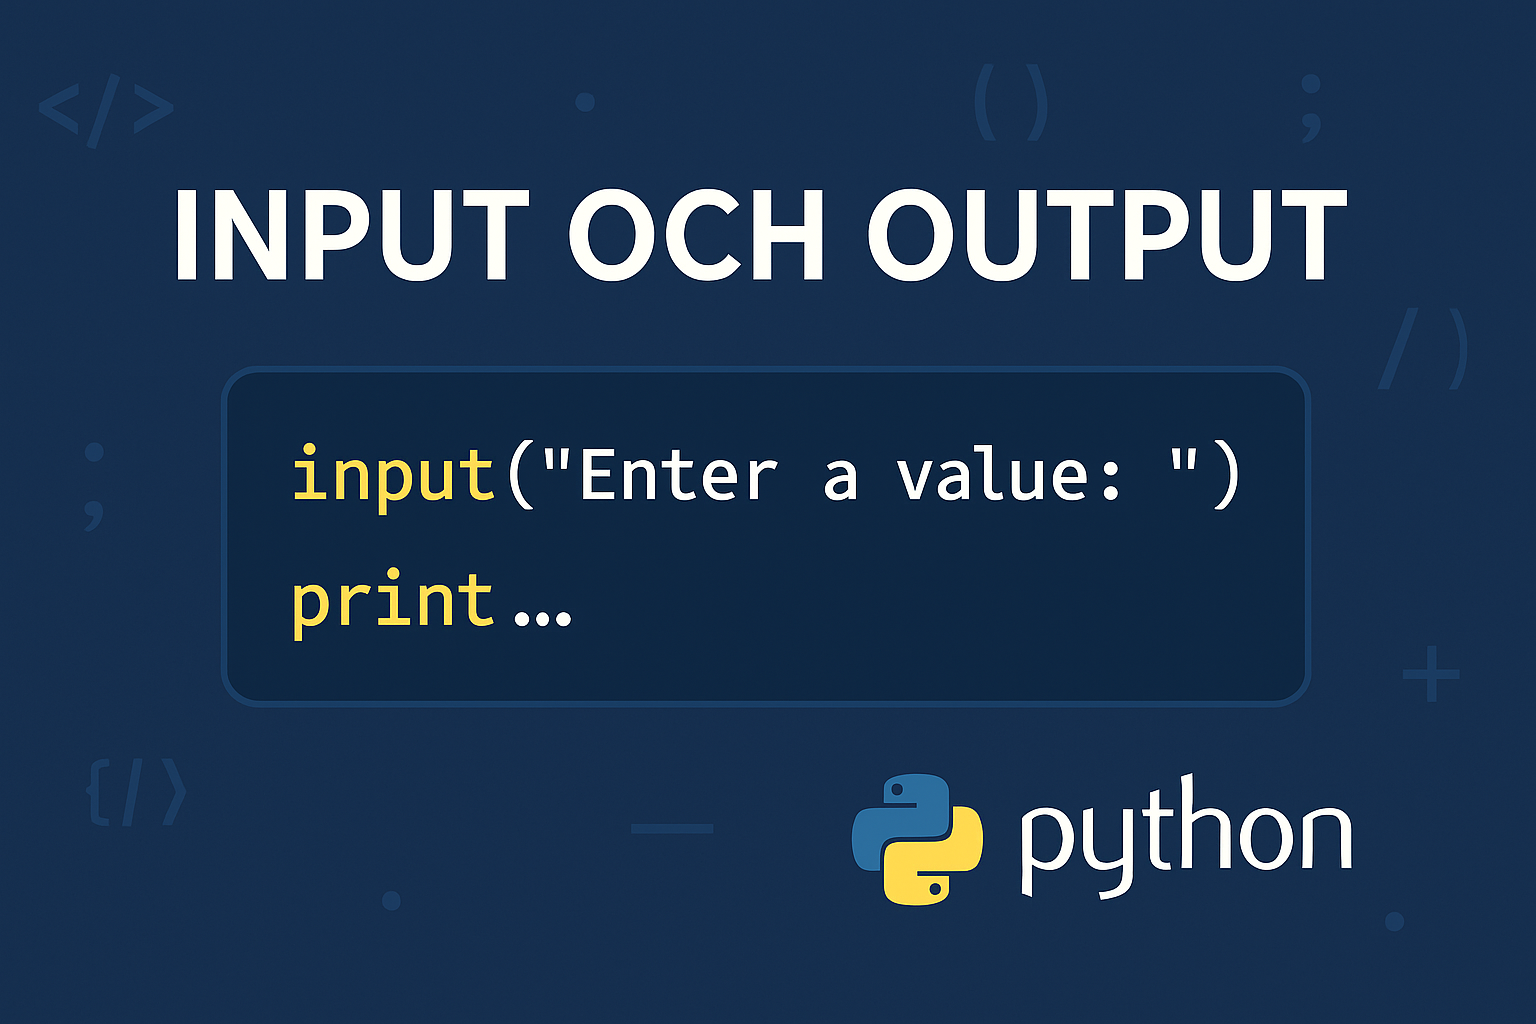 </>
()
;
INPUT OCH OUTPUT
/)
input("Enter a value: ")
;
print...
+
{/>
python